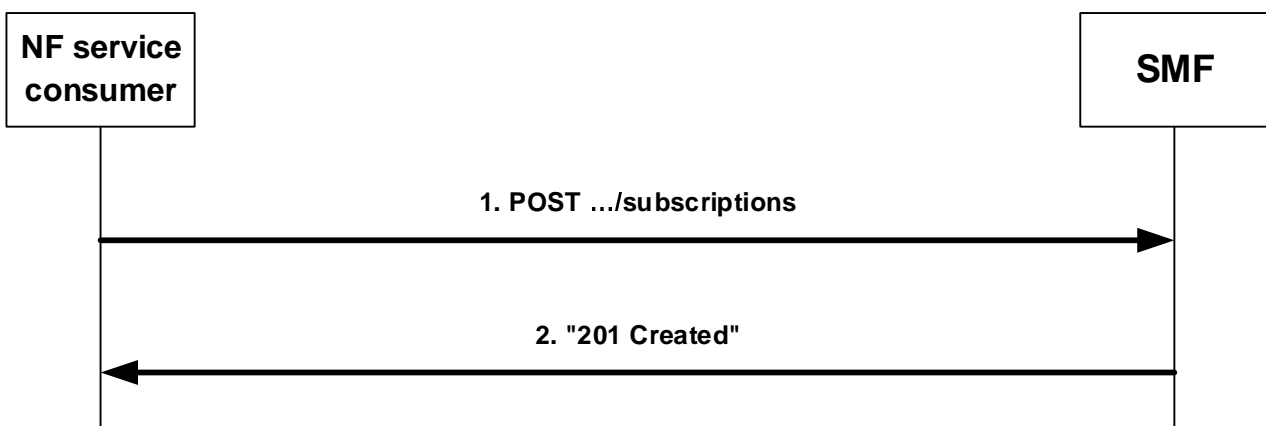 NF service
consumer
SMF
1. POST …/subscriptions
2. "201 Created"